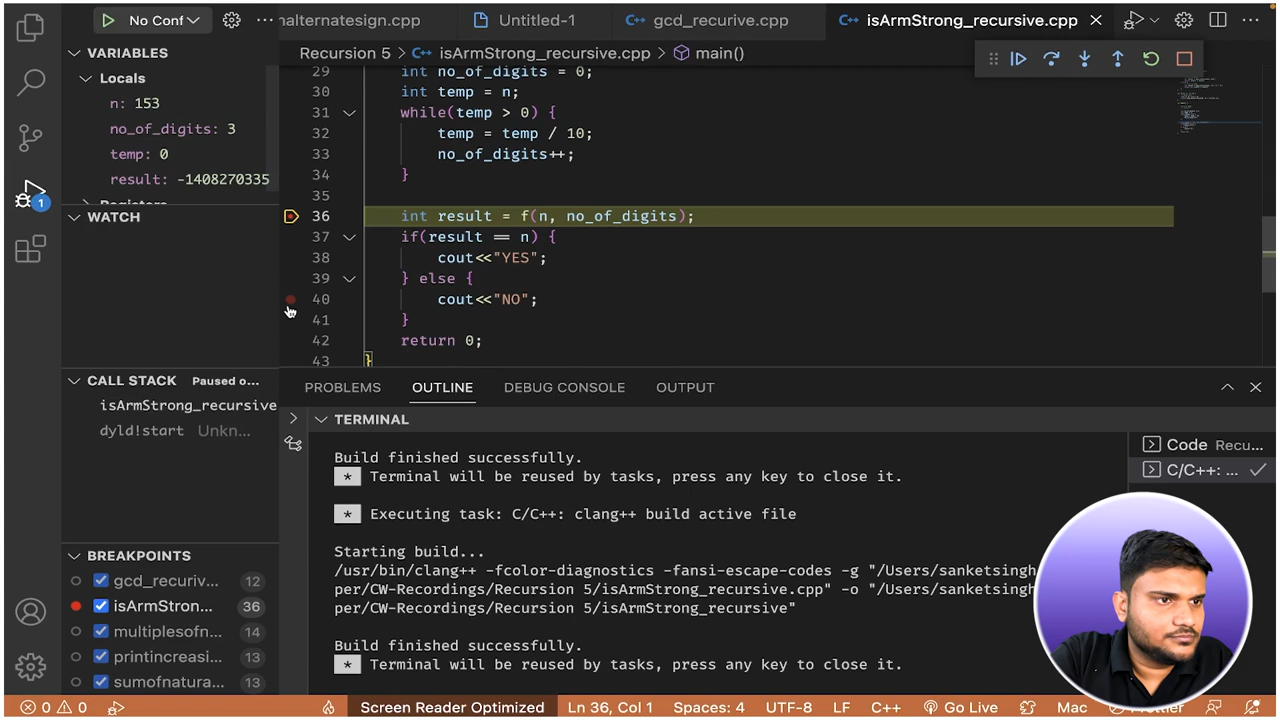 No Conf
nalternatesign.cpp
Untitled-1
gcd_recurive.cpp
isArmStrong_recursive.cpp
VARIABLES
Locals
n: 153
no_of_digits: 3
temp: 0
result: -1408270335
WATCH
CALL STACK Paused o...
isArmStrong_recursive
dyld!start Unkn...
BREAKPOINTS
gcd_recuriv... 12
isArmStron... 36
multiplesofn... 14
printincreasi... 13
sumofnatura... 13
1
Recursion 5 > isArmStrong_recursive.cpp > main()
29 int no_of_digits = 0;
30 int temp = n;
31 while(temp > 0) {
32 temp = temp / 10;
33 no_of_digits++;
34 }
35
36 int result = f(n, no_of_digits);
37 if(result == n) {
38 cout<<"YES";
39 } else {
40 cout<<"NO";
41 }
42 return 0;
43 }
PROBLEMS OUTLINE DEBUG CONSOLE OUTPUT
TERMINAL
Build finished successfully.
* Terminal will be reused by tasks, press any key to close it.
* Executing task: C/C++: clang++ build active file
Starting build...
/usr/bin/clang++ -fcolor-diagnostics -fansi-escape-codes -g "/Users/sanketsingh
per/CW-Recordings/Recursion 5/isArmStrong_recursive.cpp" -o "/Users/sanketsingh
per/CW-Recordings/Recursion 5/isArmStrong_recursive"
Build finished successfully.
* Terminal will be reused by tasks, press any key to close it.
Code Recu...
C/C++: ...
0 0 Screen Reader Optimized Ln 36, Col 1 Spaces: 4 UTF-8 LF C++ Go Live Mac